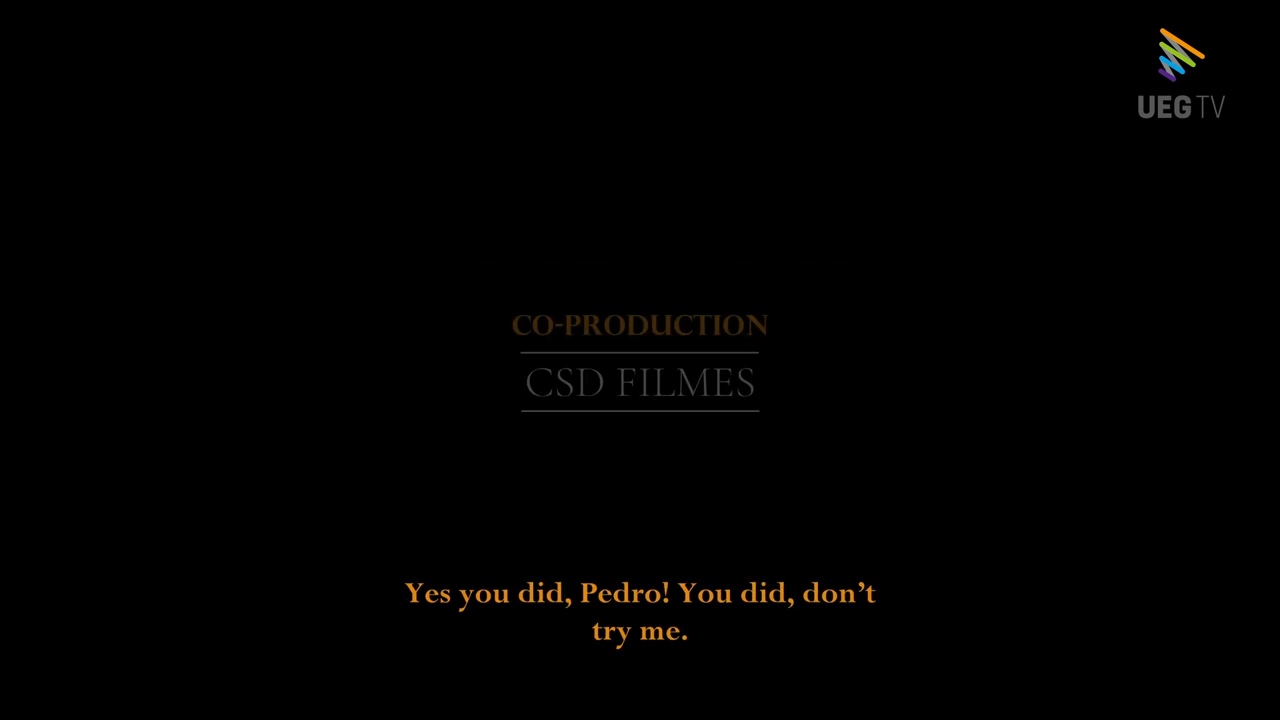 UEG TV
CO-PRODUCTION
CSD FILMES
Yes you did, Pedro! You did, don’t
try me.